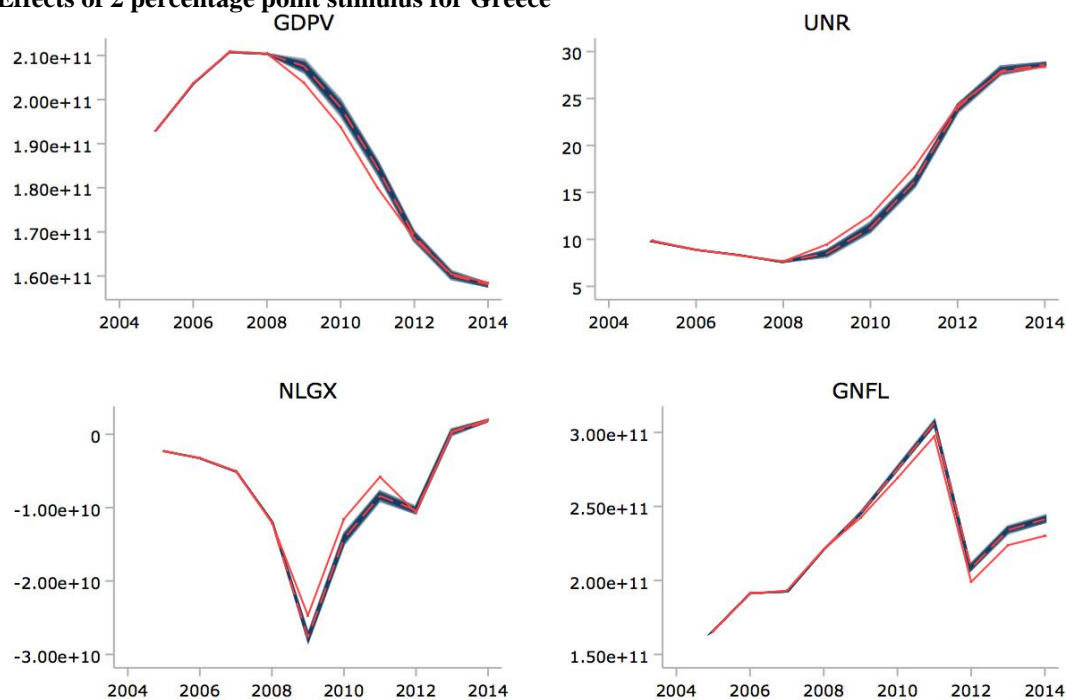 Effects of 2 percentage point stimulus for Greece
GDPV
2.10e+11
2.00e+11
1.90e+11
1.80e+11
1.70e+11
1.60e+11
2004 2006 2008 2010 2012 2014
UNR
30
25
20
15
10
5
2004 2006 2008 2010 2012 2014
NLGX
0
-1.00e+10
-2.00e+10
-3.00e+10
2004 2006 2008 2010 2012 2014
GNFL
3.00e+11
2.50e+11
2.00e+11
1.50e+11
2004 2006 2008 2010 2012 2014